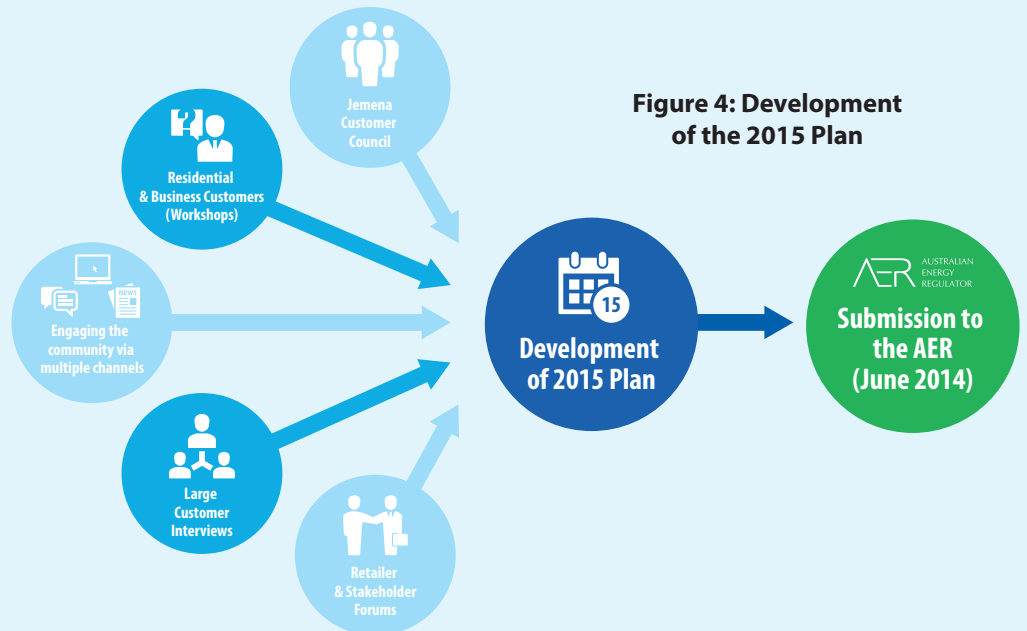 Jemena
Customer
Council
Figure 4: Development
of the 2015 Plan
Residential
& Business Customers
(Workshops)
NEWS
Engaging the
community via
multiple channels
Large
Customer
Interviews
Retailer
& Stakeholder
Forums
15
Development
of 2015 Plan
AER
AUSTRALIAN
ENERGY
REGULATOR
Submission to
the AER
(June 2014)